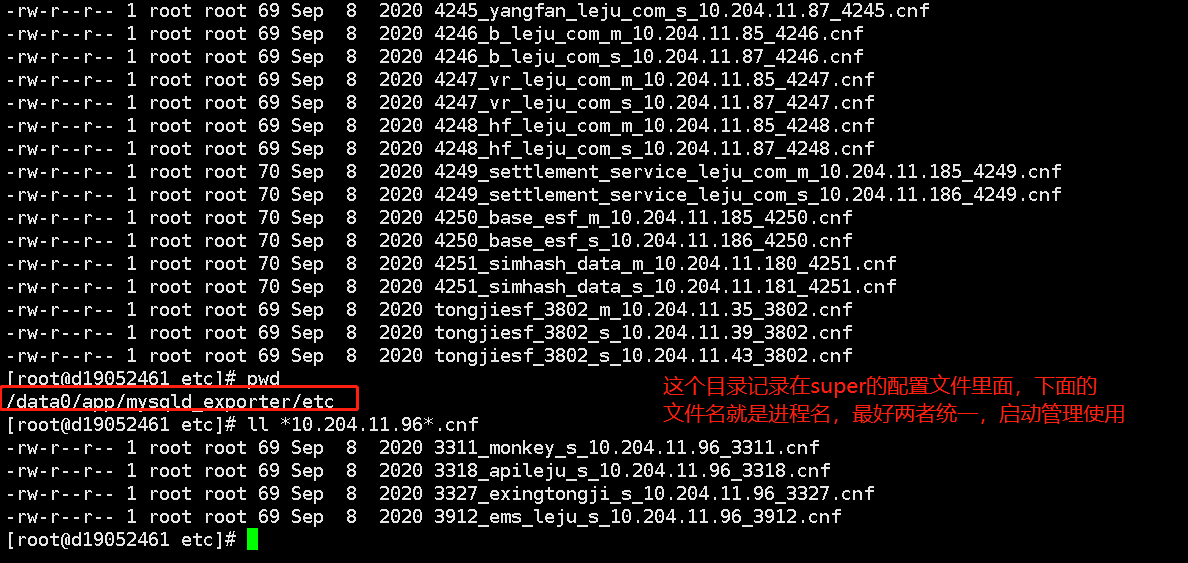 -rw-r--r-- 1 root root 69 Sep  8  2020 4245_yangfan_leju_com_s_10.204.11.87_4245.cnf
-rw-r--r-- 1 root root 69 Sep  8  2020 4246_b_leju_com_m_10.204.11.85_4246.cnf
-rw-r--r-- 1 root root 69 Sep  8  2020 4246_b_leju_com_s_10.204.11.87_4246.cnf
-rw-r--r-- 1 root root 69 Sep  8  2020 4247_vr_leju_com_m_10.204.11.85_4247.cnf
-rw-r--r-- 1 root root 69 Sep  8  2020 4247_vr_leju_com_s_10.204.11.87_4247.cnf
-rw-r--r-- 1 root root 69 Sep  8  2020 4248_hf_leju_com_m_10.204.11.85_4248.cnf
-rw-r--r-- 1 root root 69 Sep  8  2020 4248_hf_leju_com_s_10.204.11.87_4248.cnf
-rw-r--r-- 1 root root 70 Sep  8  2020 4249_settlement_service_leju_com_m_10.204.11.185_4249.cnf
-rw-r--r-- 1 root root 70 Sep  8  2020 4249_settlement_service_leju_com_s_10.204.11.186_4249.cnf
-rw-r--r-- 1 root root 70 Sep  8  2020 4250_base_esf_m_10.204.11.185_4250.cnf
-rw-r--r-- 1 root root 70 Sep  8  2020 4250_base_esf_s_10.204.11.186_4250.cnf
-rw-r--r-- 1 root root 70 Sep  8  2020 4251_simhash_data_m_10.204.11.180_4251.cnf
-rw-r--r-- 1 root root 70 Sep  8  2020 4251_simhash_data_s_10.204.11.181_4251.cnf
-rw-r--r-- 1 root root 69 Sep  8  2020 tongjiesf_3802_m_10.204.11.35_3802.cnf
-rw-r--r-- 1 root root 69 Sep  8  2020 tongjiesf_3802_s_10.204.11.39_3802.cnf
-rw-r--r-- 1 root root 69 Sep  8  2020 tongjiesf_3802_s_10.204.11.43_3802.cnf
[root@d19052461 etc]# pwd
/data0/app/mysqld_exporter/etc
这个目录记录在super的配置文件里面，下面的
文件名就是进程名，最好两者统一，启动管理使用
[root@d19052461 etc]# ll *10.204.11.96*.cnf
-rw-r--r-- 1 root root 69 Sep  8  2020 3311_monkey_s_10.204.11.96_3311.cnf
-rw-r--r-- 1 root root 69 Sep  8  2020 3318_apileju_s_10.204.11.96_3318.cnf
-rw-r--r-- 1 root root 69 Sep  8  2020 3327_exingtongji_s_10.204.11.96_3327.cnf
-rw-r--r-- 1 root root 69 Sep  8  2020 3912_ems_leju_s_10.204.11.96_3912.cnf
[root@d19052461 etc]#